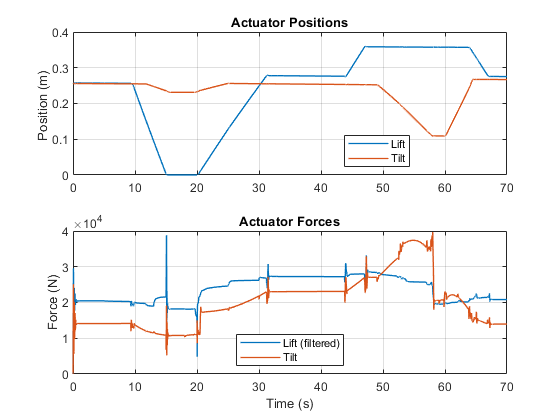 Actuator Positions
0.4
0.3
0.2
0.1
0
Position (m)
Lift
Tilt
0 10 20 30 40 50 60 70
Actuator Forces
×10⁴
4
3
2
1
0
Force (N)
Lift (filtered)
Tilt
0 10 20 30 40 50 60 70
Time (s)